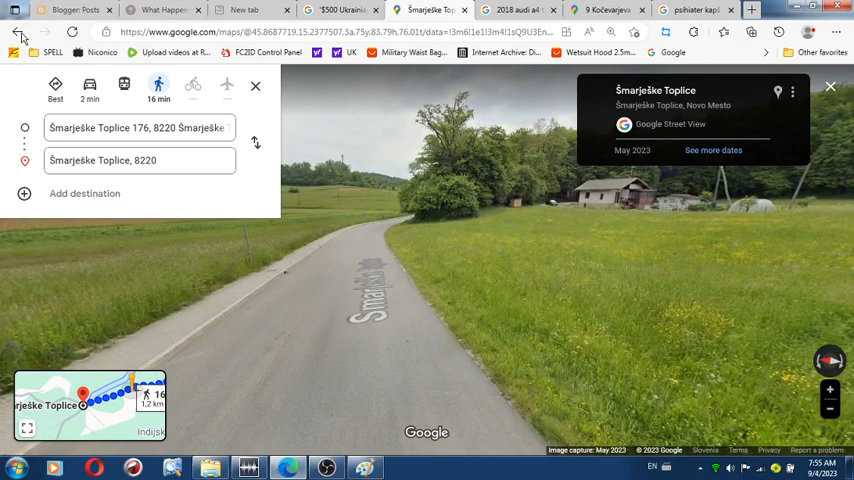 Blogger: Posts
What Happen
New tab
"$500 Ukrainia
Šmarješke Top
2018 audi a4 t
9 Kočevarjeva
psihiater kapš
https://www.google.com/maps/@45.8687719,15.2377507,3a,75y,83.79h,76.01t/data=!3m6!1e1!3m4!1sQ9U3En...
SPELL
Niconico
Upload videos at R...
FC2ID Control Panel
UK
Military Waist Bag...
Internet Archive: Di...
Wetsuit Hood 2.5m...
Google
Other favorites
Best
2 min
16 min
Šmarješke Toplice 176, 8220 Šmarješke T
Šmarješke Toplice, 8220
Add destination
Šmarješke Toplice
Šmarješke Toplice, Novo Mesto
Google Street View
May 2023
See more dates
Šmarješke Toplice
16
1,2 km
rješke Toplice
Indijsk
Google
Image capture: May 2023 © 2023 Google Slovenia Terms Privacy Report a problem
EN
7:55 AM
9/4/2023